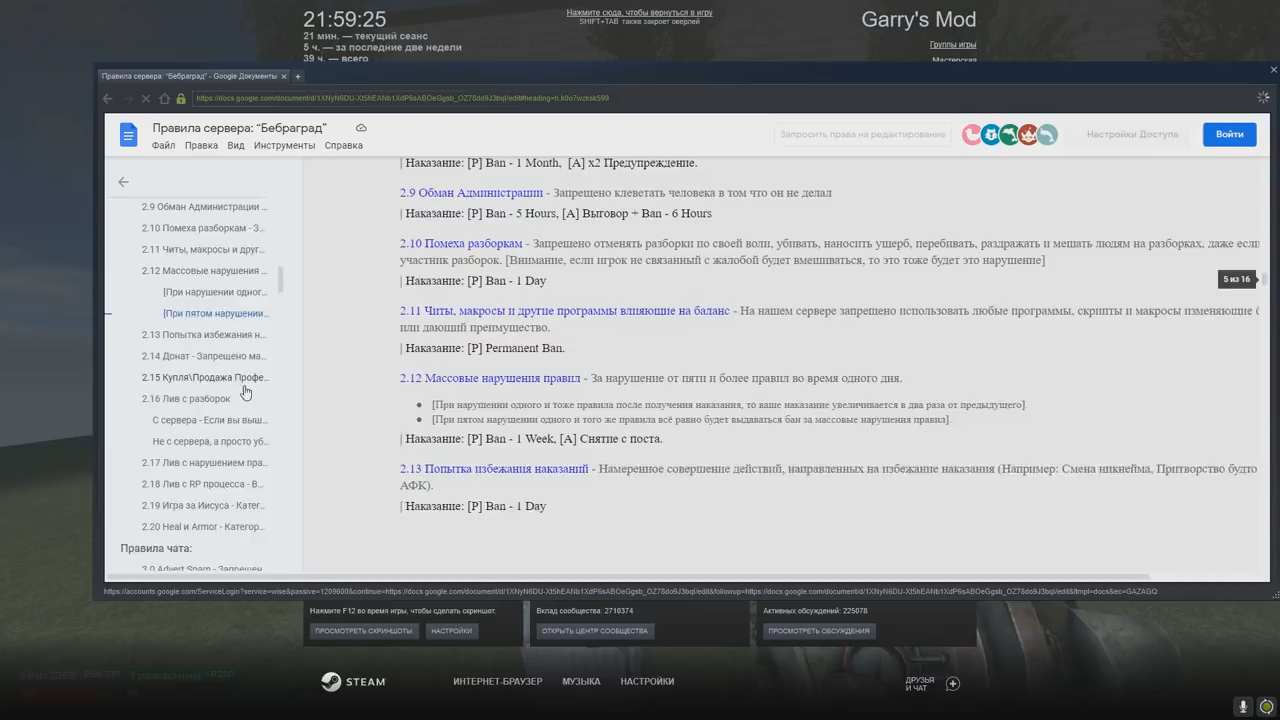 21:59:25
21 мин. — текущий сеанс
5 ч. — за последние две недели
39 ч. — всего
Нажмите сюда, чтобы вернуться в игру
SHIFT+TAB также закроет оверлей
Garry's Mod
Группы игры
Мастерская
Правила сервера: "Бебраград" - Google Документы
Правила сервера: “Бебраград”
Файл Правка Вид Инструменты Справка
Запросить права на редактирование
Настройки Доступа
Войти
2.9 Обман Администрации ...
2.10 Помеха разборкам - З...
2.11 Читы, макросы и друг...
2.12 Массовые нарушения ...
[При нарушении одног...
[При пятом нарушении...
2.13 Попытка избежания н...
2.14 Донат - Запрещено ма...
2.15 Купля\Продажа Профе...
2.16 Лив с разборок
С сервера - Если вы выш...
Не с сервера, а просто уб...
2.17 Лив с нарушением пра...
2.18 Лив с RP процесса - В...
2.19 Игра за Иисуса - Катег...
2.20 Heal и Armor - Категор...
Правила чата:
3.0 Advert Spam - Запрещен
| Наказание: [P] Ban - 1 Month, [A] x2 Предупреждение.
2.9 Обман Администрации - Запрещено клеветать человека в том что он не делал
| Наказание: [P] Ban - 5 Hours, [A] Выговор + Ban - 6 Hours
2.10 Помеха разборкам - Запрещено отменять разборки по своей воли, убивать, наносить ущерб, перебивать, раздражать и мешать людям на разборках, даже если
участник разборок. [Внимание, если игрок не связанный с жалобой будет вмешиваться, то это тоже будет это нарушение]
| Наказание: [P] Ban - 1 Day
5 из 16
2.11 Читы, макросы и другие программы влияющие на баланс - На нашем сервере запрещено использовать любые программы, скрипты и макросы изменяющие
или дающий преимущество.
| Наказание: [P] Permanent Ban.
2.12 Массовые нарушения правил - За нарушение от пяти и более правил во время одного дня.
● [При нарушении одного и тоже правила после получения наказания, то ваше наказание увеличивается в два раза от предыдущего].
● [При пятом нарушении одного и того же правила всё равно будет выдаваться бан за массовые нарушения правил].
| Наказание: [P] Ban - 1 Week, [A] Снятие с поста.
2.13 Попытка избежания наказаний - Намеренное совершение действий, направленных на избежание наказания (Например: Смена никнейма, Притворство будто
АФК).
| Наказание: [P] Ban - 1 Day
Нажмите F12 во время игры, чтобы сделать скриншот.
ПРОСМОТРЕТЬ СКРИНШОТЫ НАСТРОЙКИ
Вклад сообщества: 2710374
ОТКРЫТЬ ЦЕНТР СООБЩЕСТВА
Активных обсуждений: 225078
ПРОСМОТРЕТЬ ОБСУЖДЕНИЯ
STEAM
ИНТЕРНЕТ-БРАУЗЕР МУЗЫКА НАСТРОЙКИ
ДРУЗЬЯ
И ЧАТ